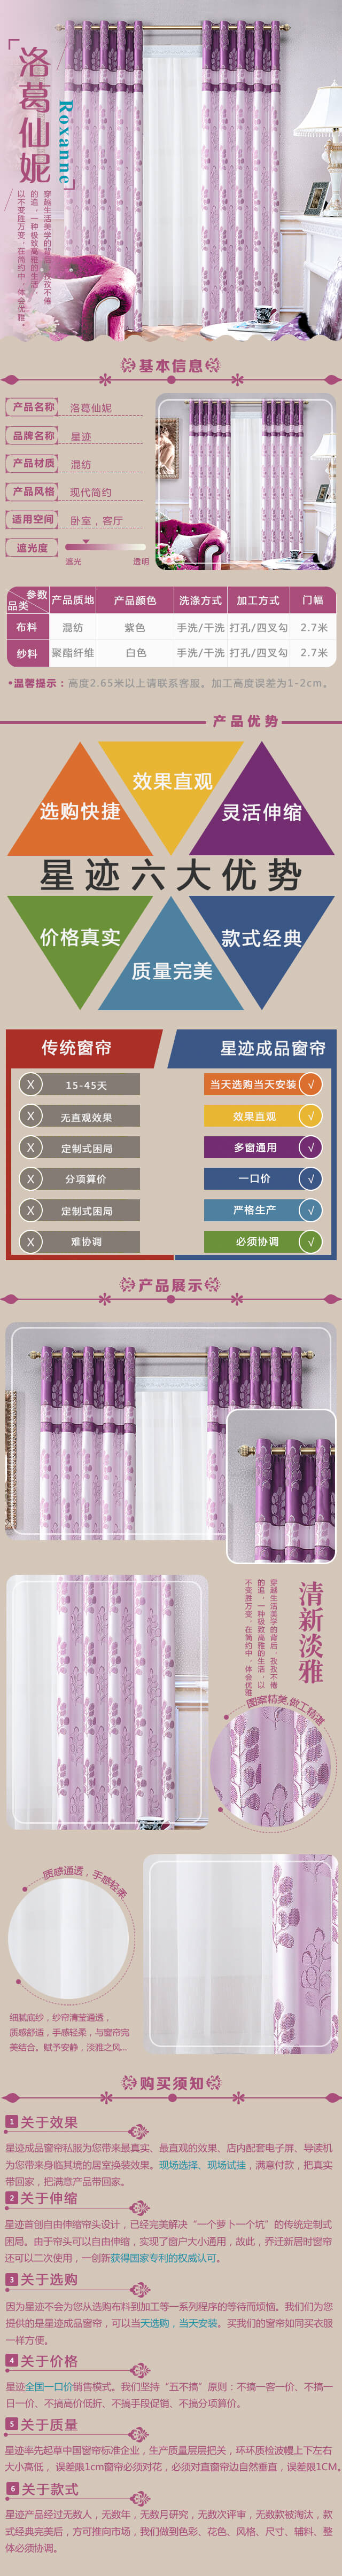 洛葛仙妮
Roxanne
穿越生活美学的背后,孜孜不倦
的追,一种极致高雅的生活,
以不变胜万变,在简约中,体会优雅。
基本信息
产品名称 洛葛仙妮
品牌名称 星迹
产品材质 混纺
产品风格 现代简约
适用空间 卧室,客厅
遮光度
遮光 透明
参数 品类 产品质地 产品颜色 洗涤方式 加工方式 门幅
布料 混纺 紫色 手洗/干洗 打孔/四叉勾 2.7米
纱料 聚酯纤维 白色 手洗/干洗 打孔/四叉勾 2.7米
•温馨提示:高度2.65米以上请联系客服。加工高度误差为1-2cm。
产品优势
选购快捷 效果直观 灵活伸缩
星迹六大优势
价格真实 质量完美 款式经典
传统窗帘 星迹成品窗帘
X 15-45天 当天选购当天安装 √
X 无直观效果 效果直观 √
X 定制式困局 多窗通用 √
X 分项算价 一口价 √
X 定制式困局 严格生产 √
X 难协调 必须协调 √
产品展示
清新淡雅
穿越生活美学的背后,孜孜不倦
的追,一种极致高雅的生活,以
不变胜万变,在简约中,体会优雅
图案精美,做工精湛
质感通透,手感轻柔
细腻底纱,纱帘清莹通透,
质感舒适,手感轻柔,与窗帘完
美结合。赋予安静,淡雅之风...
购买须知
1 关于效果
星迹成品窗帘私服为您带来最真实、最直观的效果、店内配套电子屏、导读机
为您带来身临其境的居室换装效果。现场选择、现场试挂,满意付款,把真实
带回家,把满意产品带回家。
2 关于伸缩
星迹首创自由伸缩帘头设计,已经完美解决“一个萝卜一个坑”的传统定制式
困局。由于帘头可以自由伸缩,实现了窗户大小通用,故此,乔迁新居时窗帘
还可以二次使用,一创新获得国家专利的权威认可。
3 关于选购
因为星迹不会为您从选购布料到加工等一系列程序的等待而烦恼。我们们为您
提供的是星迹成品窗帘,可以当天选购,当天安装。买我们的窗帘如同买衣服
一样方便。
4 关于价格
星迹全国一口价销售模式。我们坚持“五不搞”原则:不搞一客一价、不搞一
日一价、不搞高价低折、不搞手段促销、不搞分项算价。
5 关于质量
星迹率先起草中国窗帘标准企业,生产质量层层把关,环环质检波幔上下左右
大小高低,误差限1cm窗帘必须对花,必须对直窗帘边自然垂直,误差限1CM。
6 关于款式
星迹产品经过无数人,无数年,无数月研究,无数次评审,无数款被淘汰,款
式经典完美后,方可推向市场,我们做到色彩、花色、风格、尺寸、辅料、整
体必须协调。